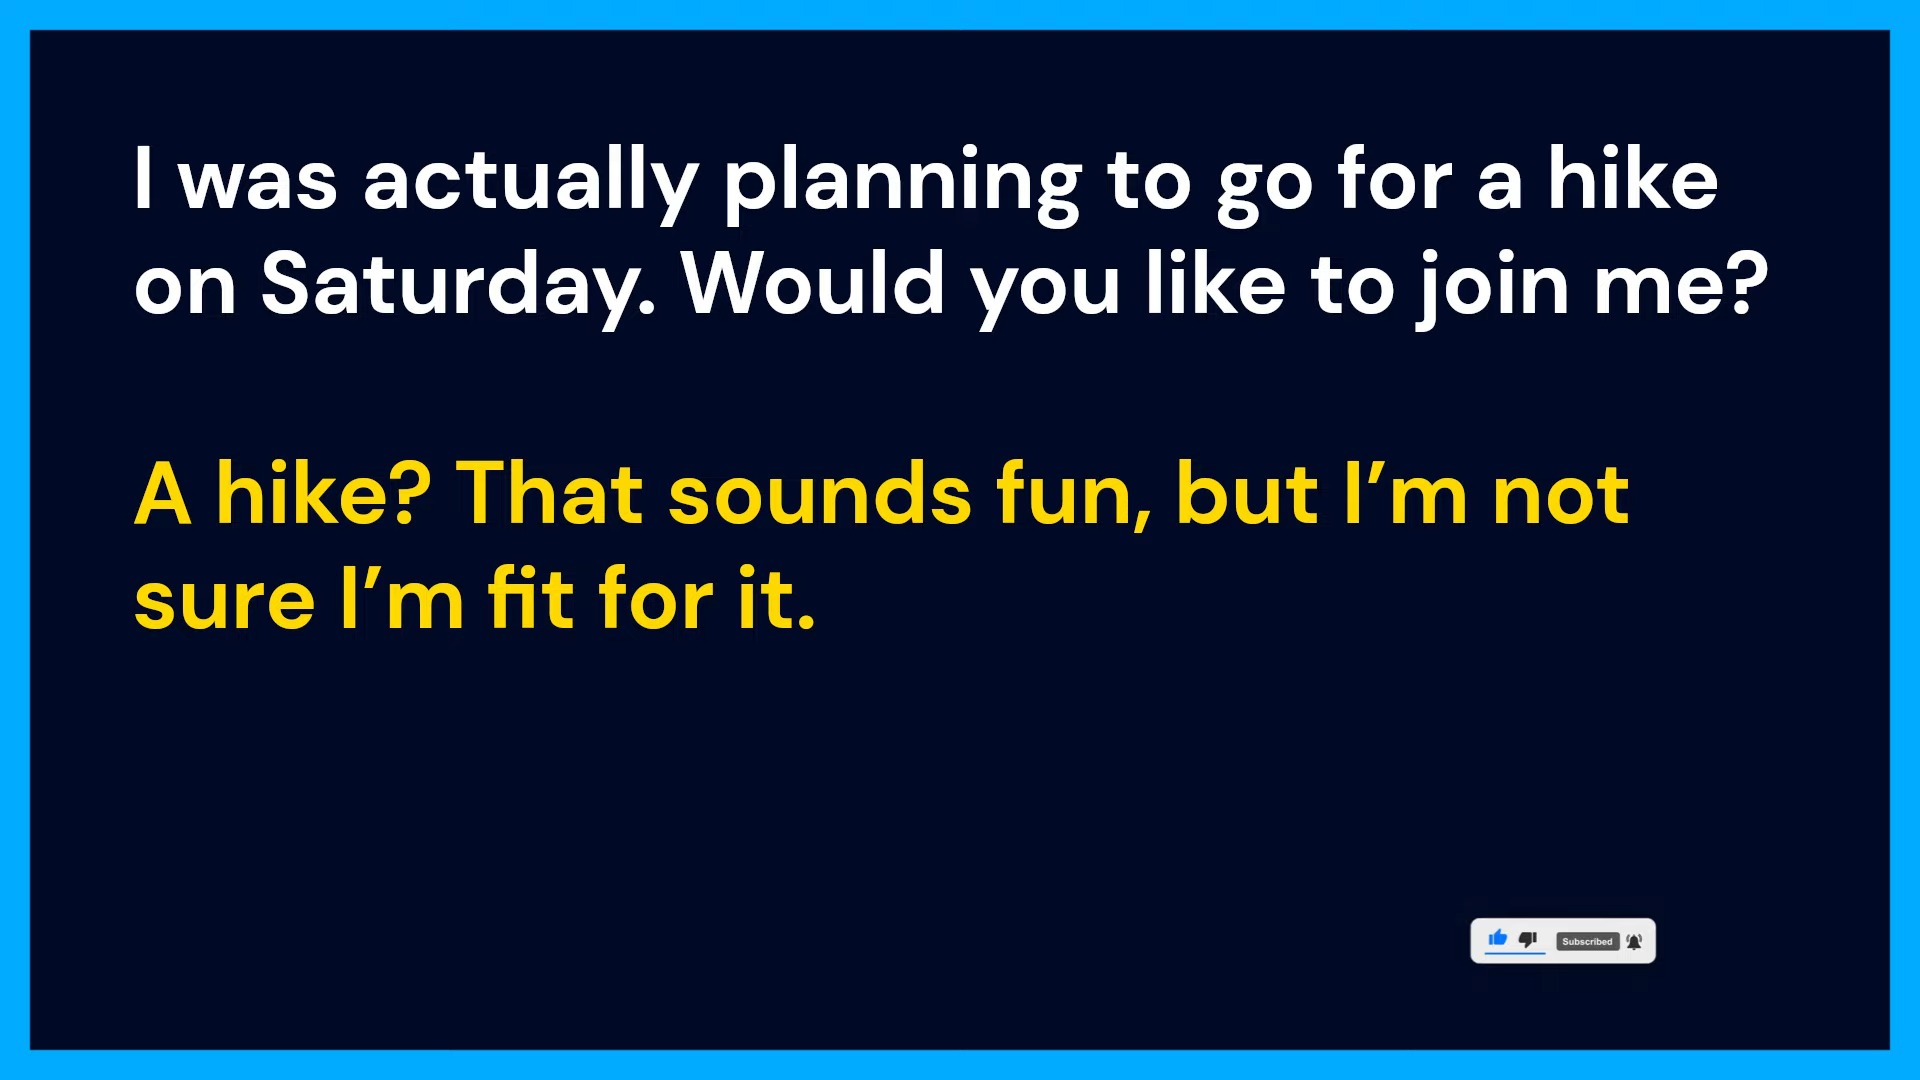 I was actually planning to go for a hike
on Saturday. Would you like to join me?
A hike? That sounds fun, but I’m not
sure I’m fit for it.
Subscribed